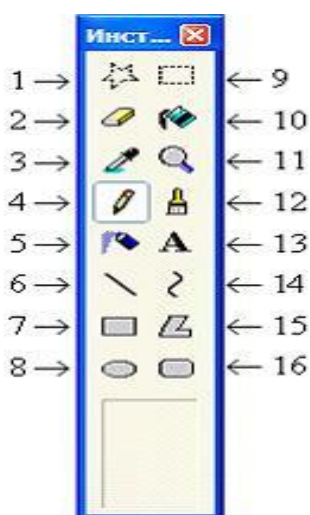 Инст...
1 → ← 9
2 → ← 10
3 → ← 11
4 → ← 12
5 → A ← 13
6 → ← 14
7 → ← 15
8 → ← 16